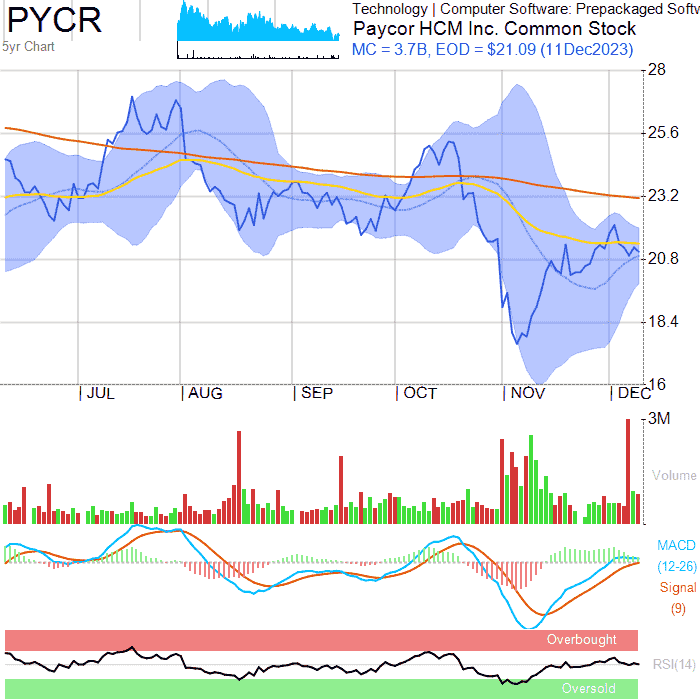 PYCR
5yr Chart
Technology | Computer Software: Prepackaged Softw
Paycor HCM Inc. Common Stock
MC = 3.7B, EOD = $21.09 (11Dec2023)
28
25.6
23.2
20.8
18.4
16
| JUL | AUG | SEP | OCT | NOV | DEC
3M
Volume
MACD
(12-26)
Signal
(9)
Overbought
RSI(14)
Oversold